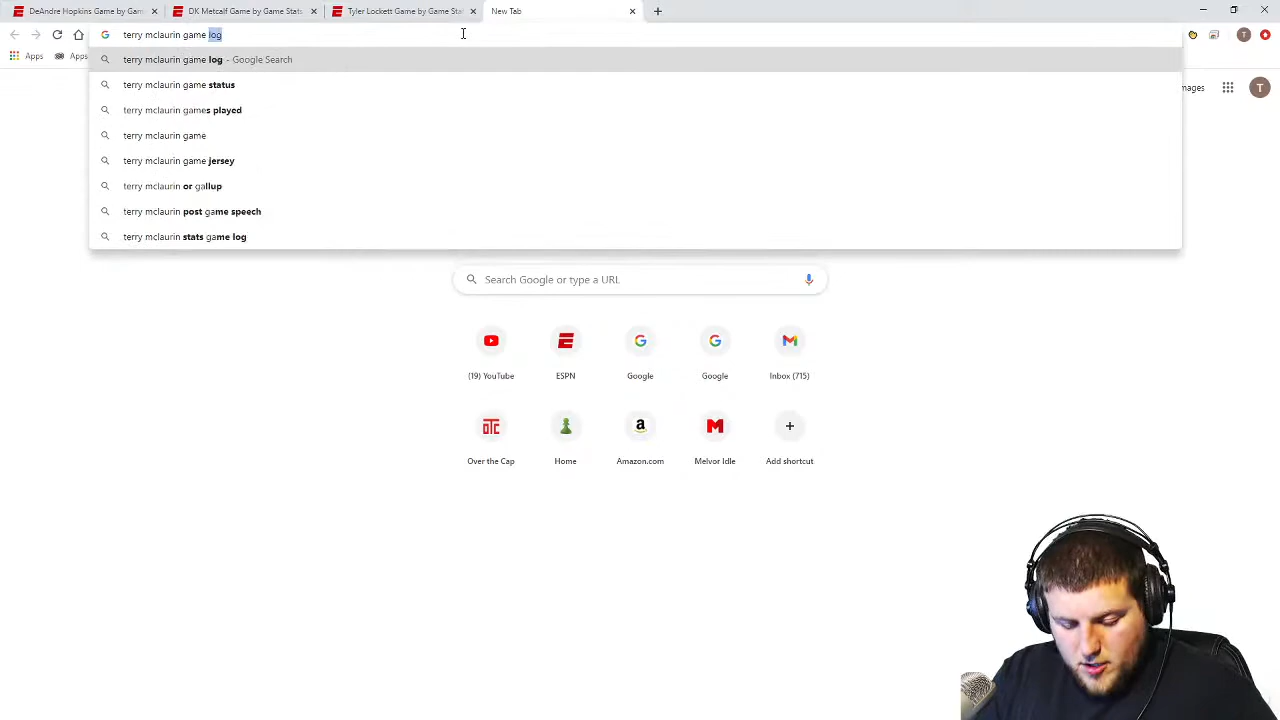 DeAndre Hopkins Game by Gam
DK Metcalf Game by Game Stats
Tyler Lockett Game by Game Stat
New Tab
terry mclaurin game log
Apps
Apps
terry mclaurin game log - Google Search
terry mclaurin game status
terry mclaurin games played
terry mclaurin game
terry mclaurin game jersey
terry mclaurin or gallup
terry mclaurin post game speech
terry mclaurin stats game log
mages
T
T
Search Google or type a URL
(19) YouTube
ESPN
Google
Google
Inbox (715)
Over the Cap
Home
Amazon.com
Melvor Idle
Add shortcut